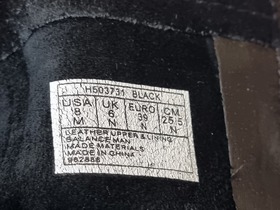 H503731 BLACK
USA UK EURO CM
8 6 39 25.5
M N N N
LEATHER UPPER & LINING
BALANCE MAN
MADE MATERIALS
MADE IN CHINA
962888